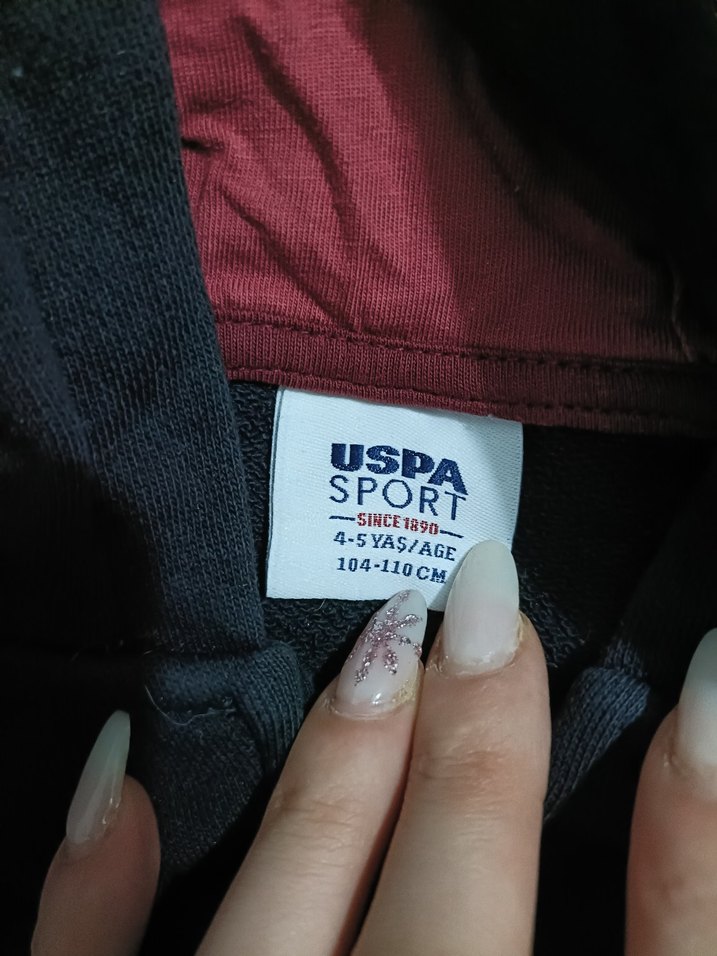 USPA
SPORT
SINCE 1890
4-5 YAŞ/AGE
104-110 CM